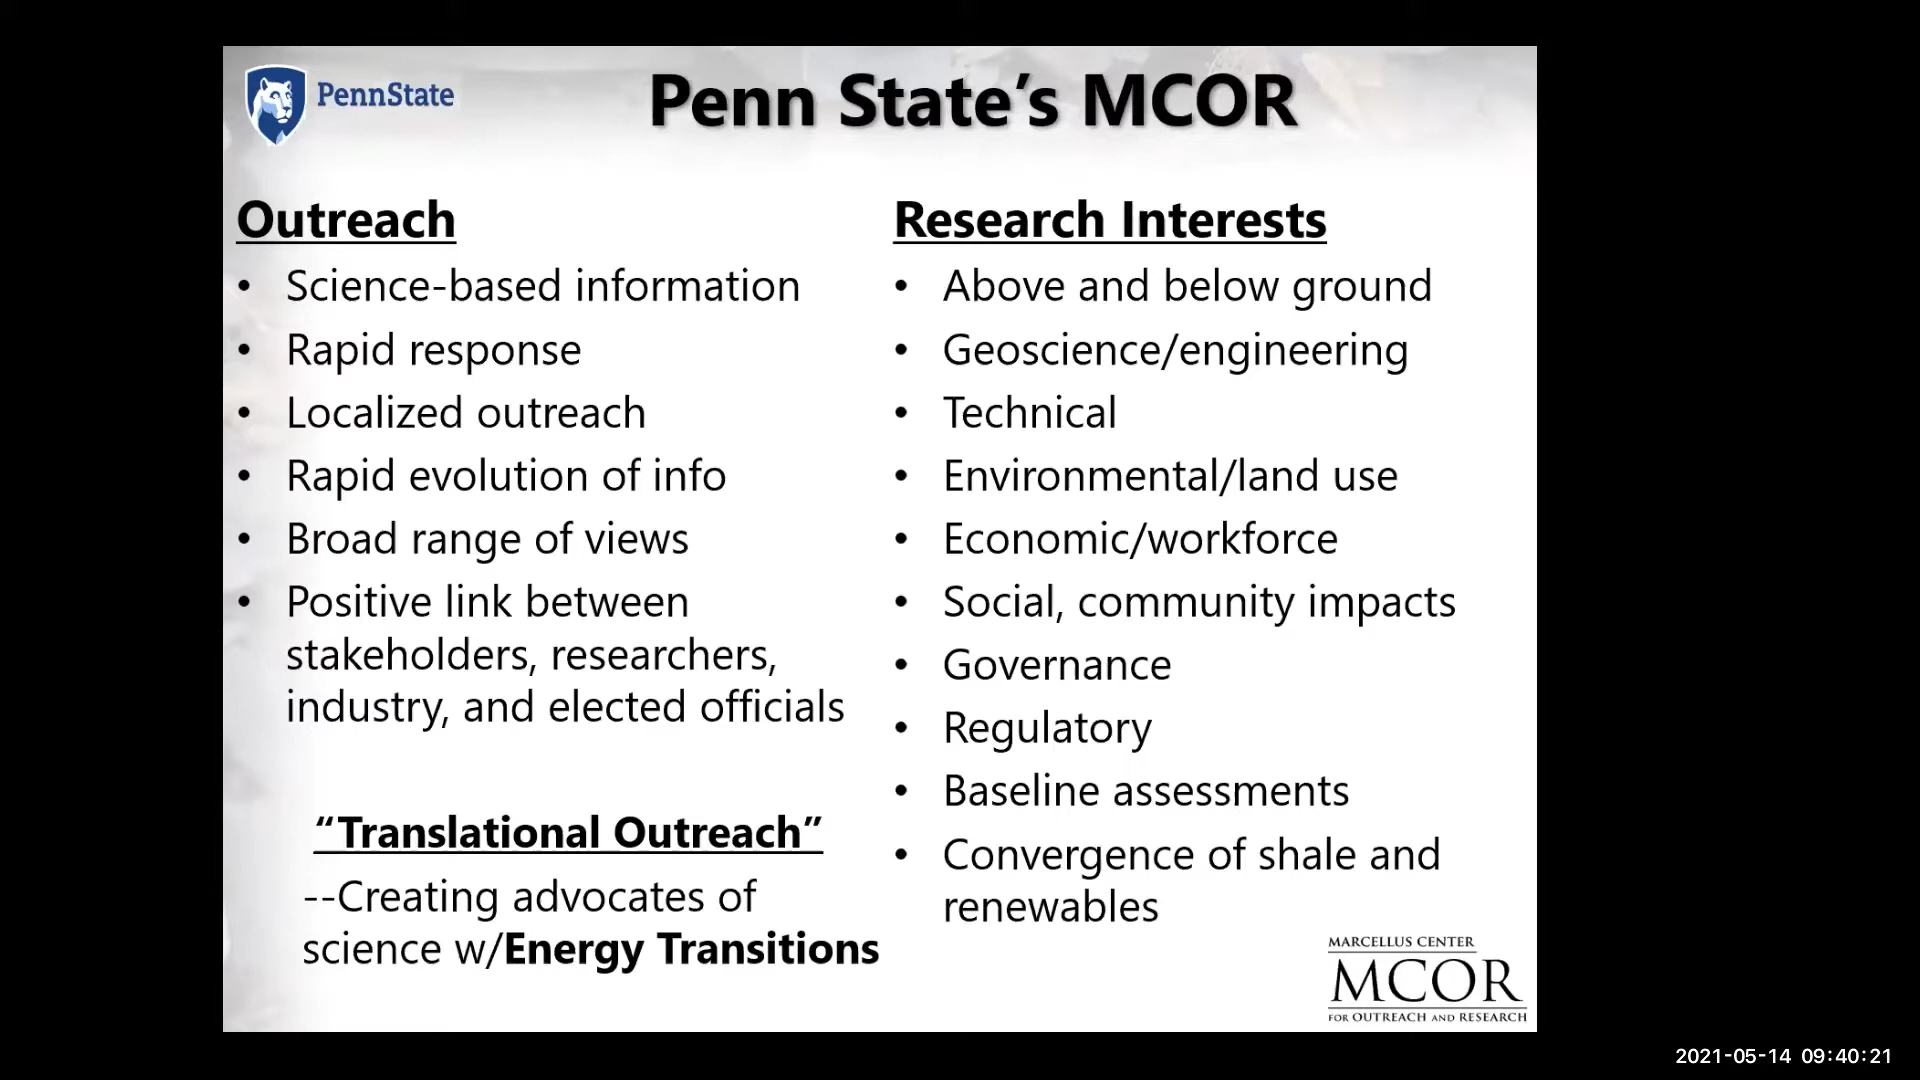 PennState
Penn State’s MCOR
Outreach
• Science-based information
• Rapid response
• Localized outreach
• Rapid evolution of info
• Broad range of views
• Positive link between
stakeholders, researchers,
industry, and elected officials
“Translational Outreach”
--Creating advocates of
science w/Energy Transitions
Research Interests
• Above and below ground
• Geoscience/engineering
• Technical
• Environmental/land use
• Economic/workforce
• Social, community impacts
• Governance
• Regulatory
• Baseline assessments
• Convergence of shale and
renewables
MARCELLUS CENTER
MCOR
FOR OUTREACH AND RESEARCH
2021-05-14 09:40:21